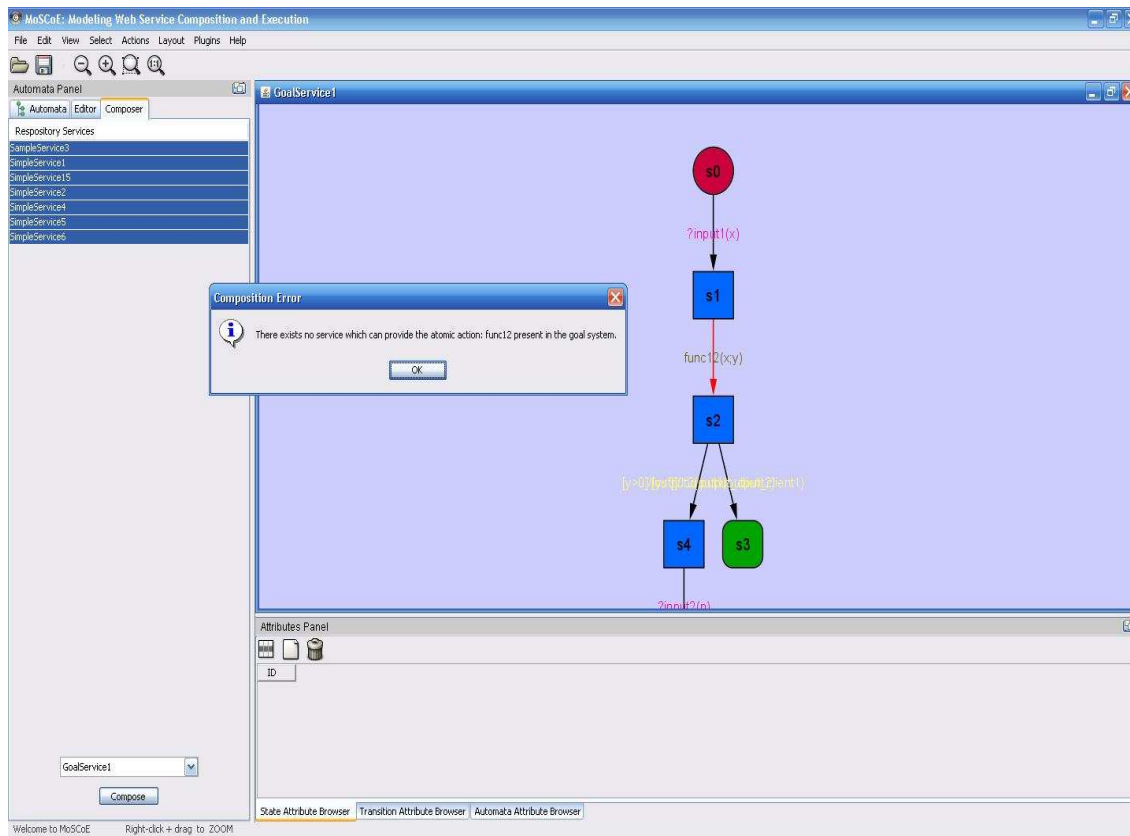 MoSCoE: Modeling Web Service Composition and Execution
File Edit View Select Actions Layout Plugins Help
Automata Panel
Automata Editor Composer
Respository Services
SampleService3
SimpleService1
SimpleService15
SimpleService2
SimpleService4
SimpleService5
SimpleService6
GoalService1
Compose
GoalService1
s0
?input1(x)
s1
func12(x;y)
s2
s4
s3
?input2(n)
Composition Error
There exists no service which can provide the atomic action: func12 present in the goal system.
OK
Attributes Panel
ID
State Attribute Browser Transition Attribute Browser Automata Attribute Browser
Welcome to MoSCoE Right-click + drag to ZOOM